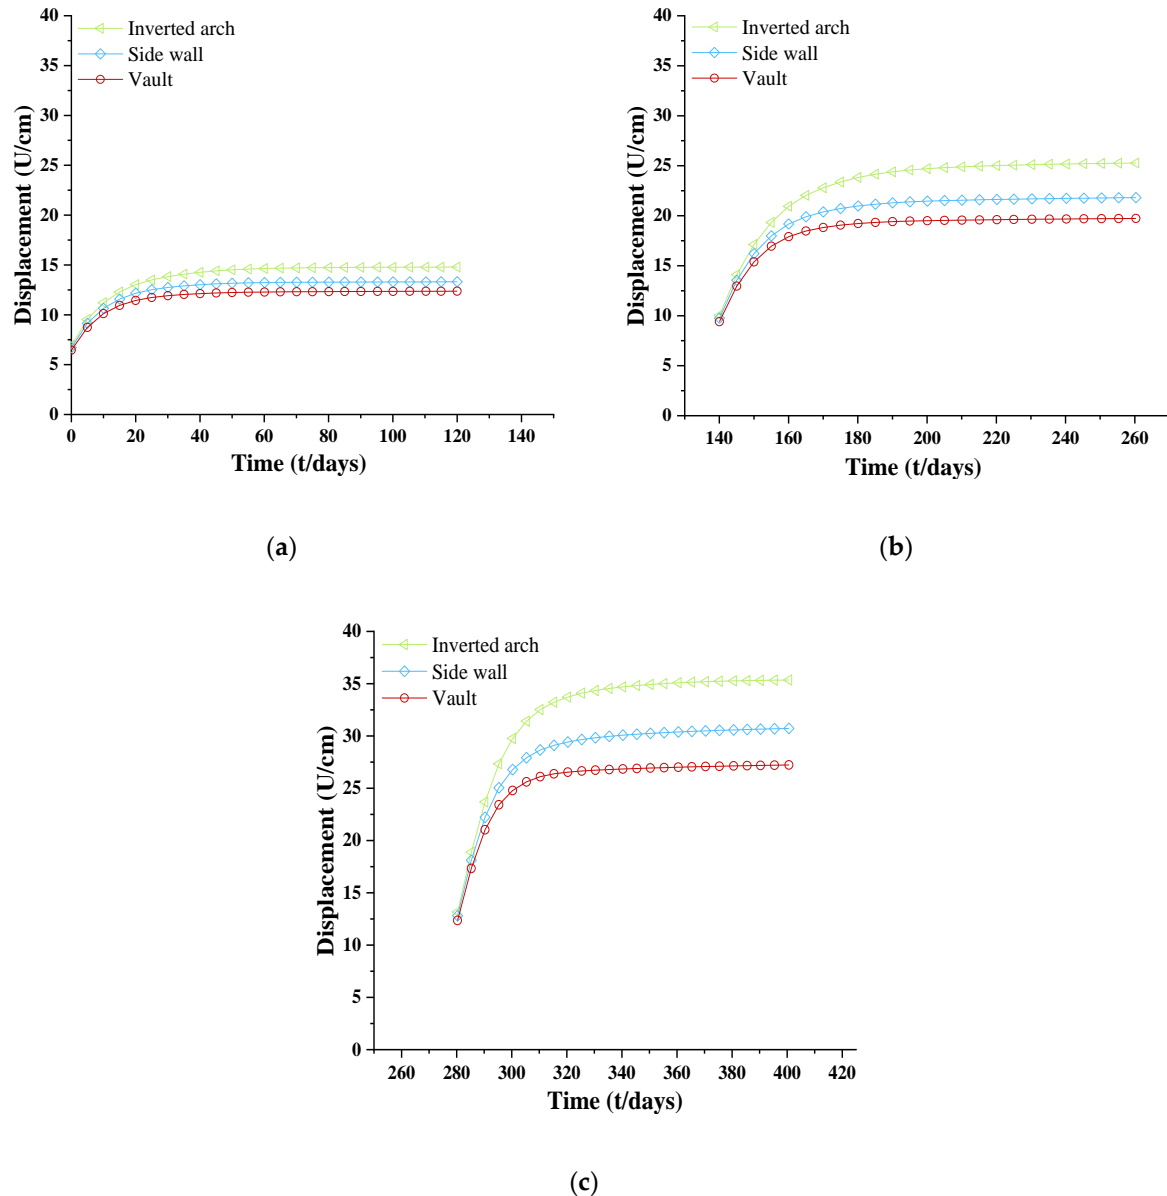 40
35
30
25
20
15
10
5
0
Displacement (U/cm)
Inverted arch
Side wall
Vault
0 20 40 60 80 100 120 140
Time (t/days)
(a)
40
35
30
25
20
15
10
5
0
Displacement (U/cm)
Inverted arch
Side wall
Vault
140 160 180 200 220 240 260
Time (t/days)
(b)
40
35
30
25
20
15
10
5
0
Displacement (U/cm)
Inverted arch
Side wall
Vault
260 280 300 320 340 360 380 400 420
Time (t/days)
(c)